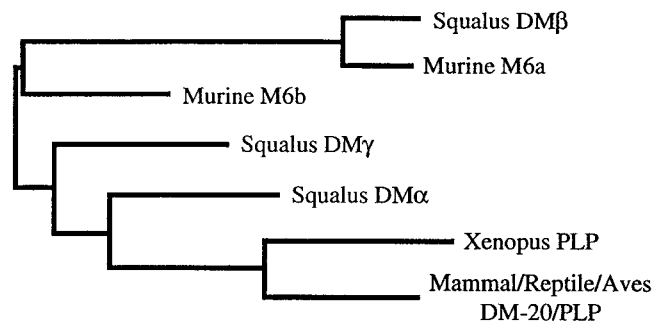 Squalus DMβ
Murine M6a
Murine M6b
Squalus DMγ
Squalus DMα
Xenopus PLP
Mammal/Reptile/Aves
DM-20/PLP